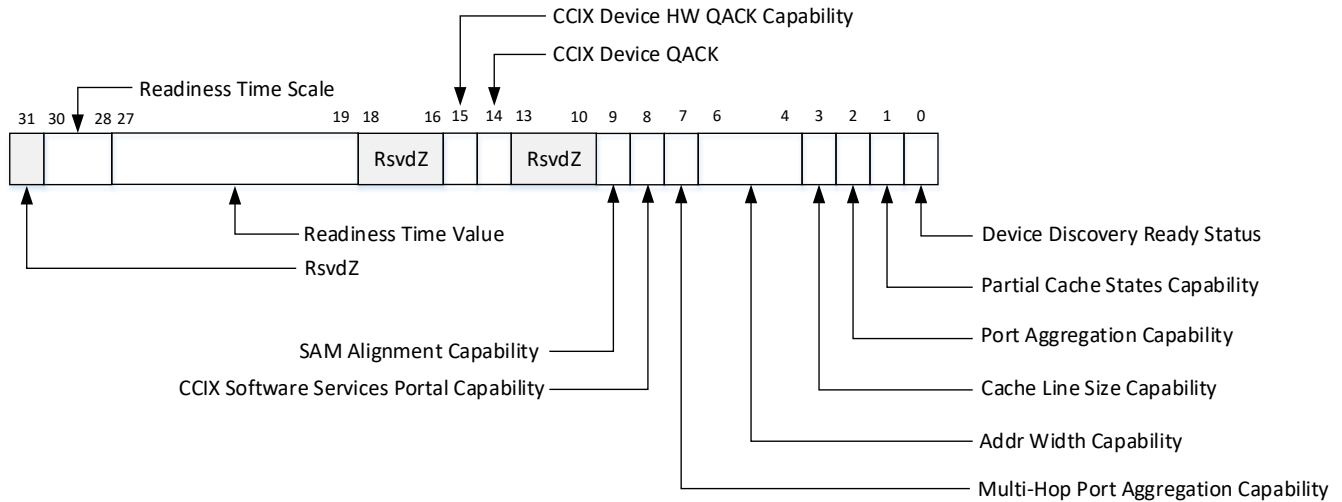 CCIX Device HW QACK Capability
CCIX Device QACK
Readiness Time Scale
31 30 28 27 19 18 16 15 14 13 10 9 8 7 6 4 3 2 1 0
RsvdZ RsvdZ
Readiness Time Value
Device Discovery Ready Status
RsvdZ
Partial Cache States Capability
Port Aggregation Capability
SAM Alignment Capability
CCIX Software Services Portal Capability
Cache Line Size Capability
Addr Width Capability
Multi-Hop Port Aggregation Capability